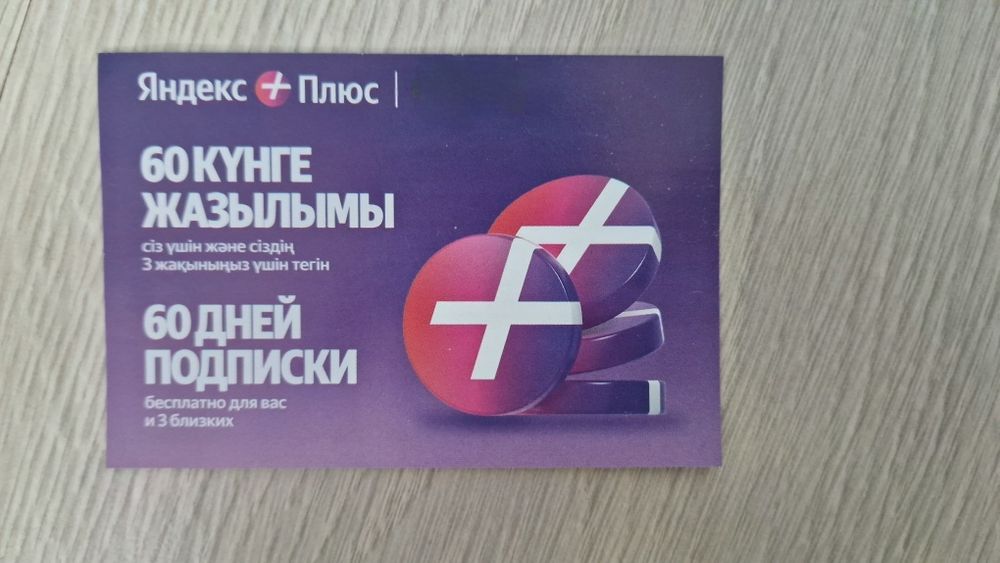 Яндекс Плюс |
60 КҮНГЕ
ЖАЗЫЛЫМЫ
сіз үшін және сіздің
3 жақыныңыз үшін тегін
60 ДНЕЙ
ПОДПИСКИ
бесплатно для вас
и 3 близких